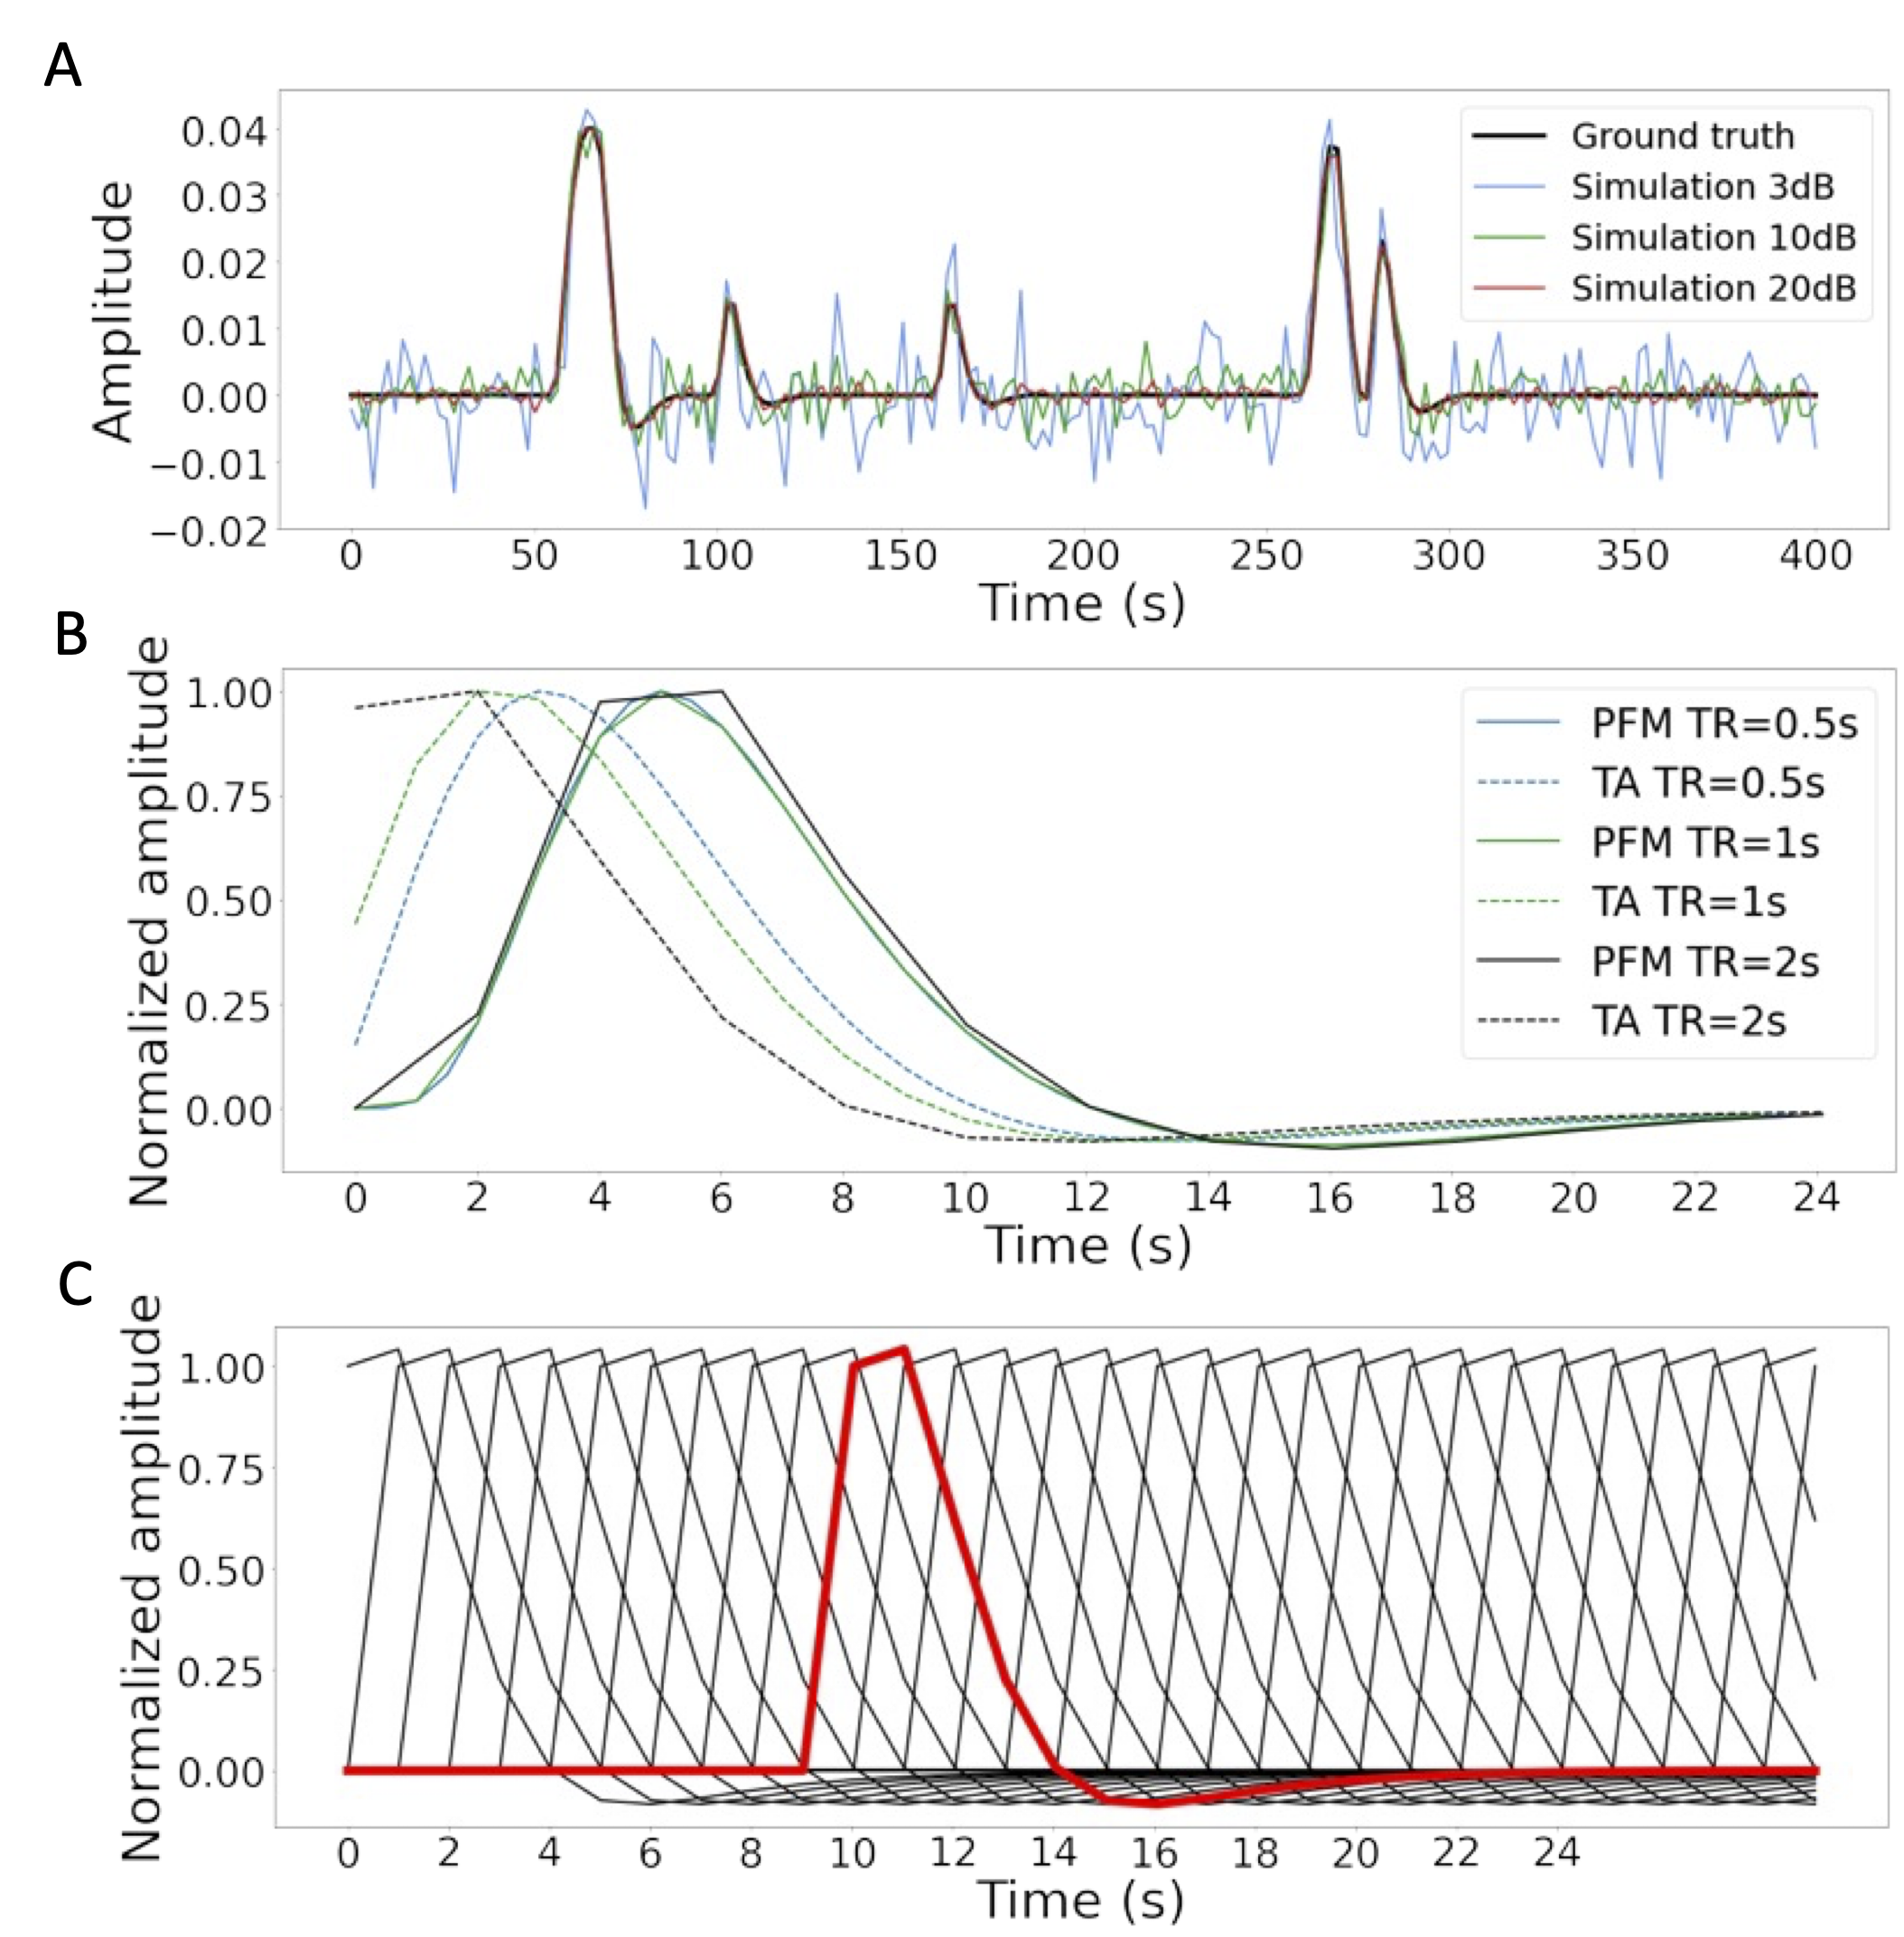 A
Amplitude
0.04
0.03
0.02
0.01
0.00
−0.01
−0.02
Ground truth
Simulation 3dB
Simulation 10dB
Simulation 20dB
0 50 100 150 200 250 300 350 400
Time (s)
B
Normalized amplitude
1.00
0.75
0.50
0.25
0.00
PFM TR=0.5s
TA TR=0.5s
PFM TR=1s
TA TR=1s
PFM TR=2s
TA TR=2s
0 2 4 6 8 10 12 14 16 18 20 22 24
Time (s)
C
Normalized amplitude
1.00
0.75
0.50
0.25
0.00
0 2 4 6 8 10 12 14 16 18 20 22 24
Time (s)